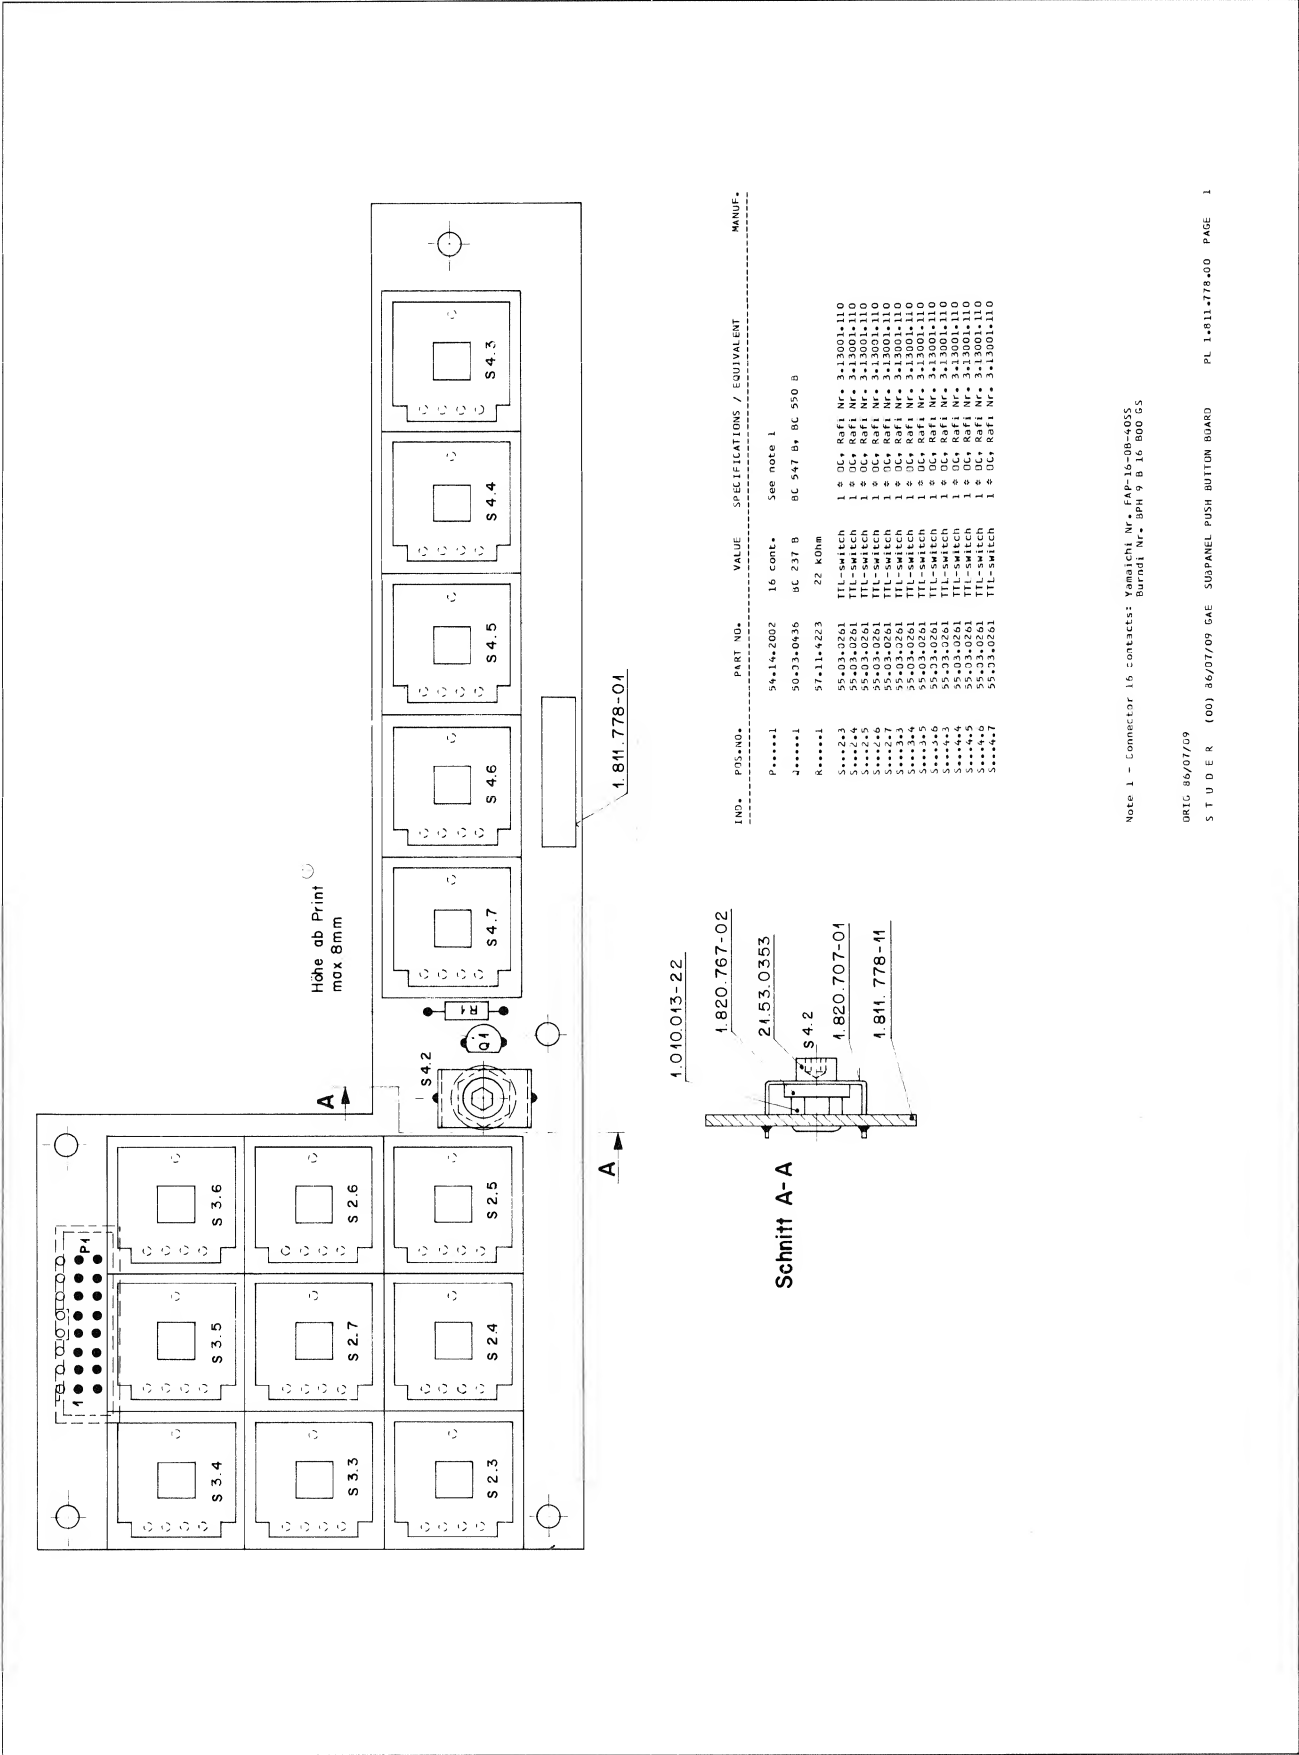 S 3.4
S 3.5
S 3.6
S 3.3
S 2.7
S 2.6
S 2.3
S 2.4
S 2.5
1
P1
A
A
S 4.2
Q1
R1
S 4.7
S 4.6
S 4.5
S 4.4
S 4.3
Höhe ab Print
max 8mm
1.811.778-01
Schnitt A-A
1.010.013-22
1.820.767-02
21.53.0353
S 4.2
1.820.707-01
1.811.778-11
IND. POS.NO. PART NO. VALUE SPECIFICATIONS / EQUIVALENT MANUF.
P.....1 54.14.2002 16 cont. See note 1
Q.....1 50.03.0436 BC 237 B BC 547 B, BC 550 B
R.....1 57.11.4223 22 kOhm
S...2.3 55.03.0261 TTL-switch 1 * OC, Rafi Nr. 3.13001.110
S...2.4 55.03.0261 TTL-switch 1 * OC, Rafi Nr. 3.13001.110
S...2.5 55.03.0261 TTL-switch 1 * OC, Rafi Nr. 3.13001.110
S...2.6 55.03.0261 TTL-switch 1 * OC, Rafi Nr. 3.13001.110
S...2.7 55.03.0261 TTL-switch 1 * OC, Rafi Nr. 3.13001.110
S...3.3 55.03.0261 TTL-switch 1 * OC, Rafi Nr. 3.13001.110
S...3.4 55.03.0261 TTL-switch 1 * OC, Rafi Nr. 3.13001.110
S...3.5 55.03.0261 TTL-switch 1 * OC, Rafi Nr. 3.13001.110
S...3.6 55.03.0261 TTL-switch 1 * OC, Rafi Nr. 3.13001.110
S...4.3 55.03.0261 TTL-switch 1 * OC, Rafi Nr. 3.13001.110
S...4.4 55.03.0261 TTL-switch 1 * OC, Rafi Nr. 3.13001.110
S...4.5 55.03.0261 TTL-switch 1 * OC, Rafi Nr. 3.13001.110
S...4.6 55.03.0261 TTL-switch 1 * OC, Rafi Nr. 3.13001.110
S...4.7 55.03.0261 TTL-switch 1 * OC, Rafi Nr. 3.13001.110
Note 1 - Connector 16 contacts: Yamaichi Nr. FAP-16-08-4OSS
Burndi Nr. BPH 9 B 16 B00 GS
ORIG 86/07/09
S T U D E R (00) 86/07/09 GAE SUBPANEL PUSH BUTTON BOARD PL 1.811.778.00 PAGE 1